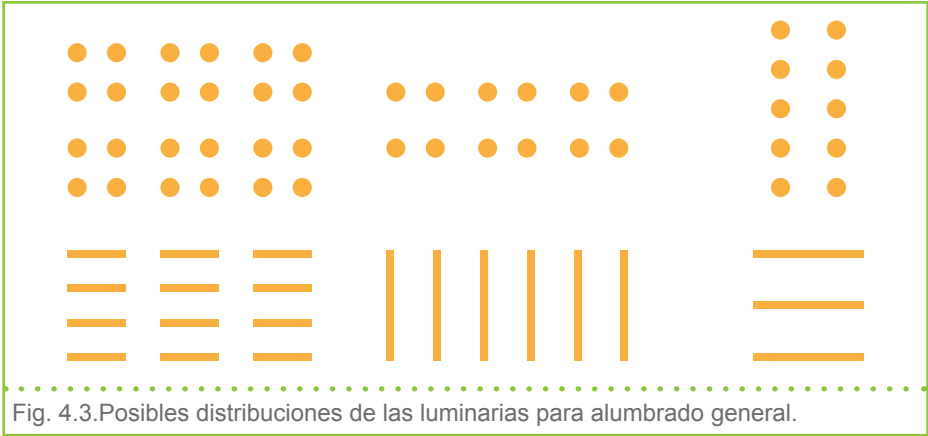 Fig. 4.3.Posibles distribuciones de las luminarias para alumbrado general.